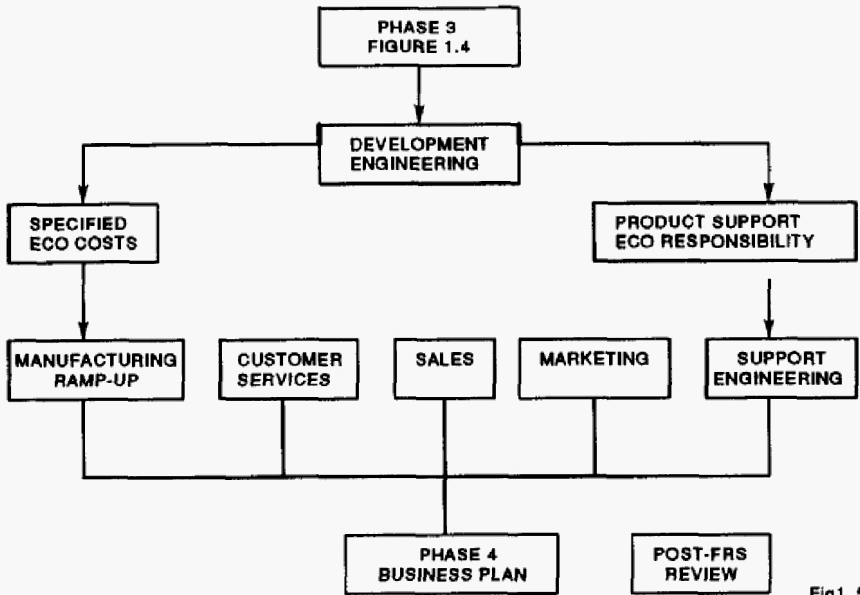 PHASE 3
FIGURE 1.4
DEVELOPMENT
ENGINEERING
SPECIFIED
ECO COSTS
PRODUCT SUPPORT
ECO RESPONSIBILITY
MANUFACTURING
RAMP-UP
CUSTOMER
SERVICES
SALES
MARKETING
SUPPORT
ENGINEERING
PHASE 4
BUSINESS PLAN
POST-FRS
REVIEW